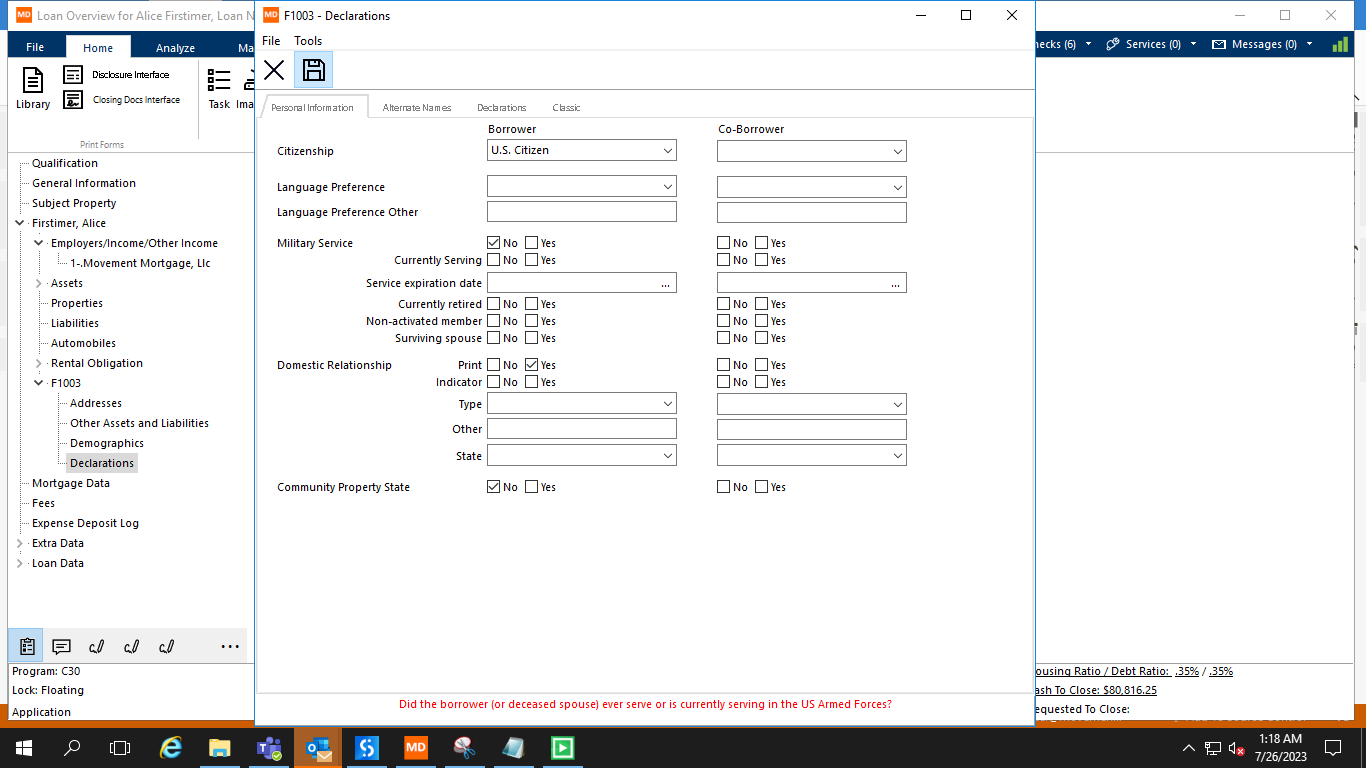 MD Loan Overview for Alice Firstimer, Loan N
MD F1003 - Declarations
File Home Analyze Ma
File Tools
hecks (6) Services (0) Messages (0)
Library
Disclosure Interface
Closing Docs Interface
Task Ima
Print Forms
Qualification
General Information
Subject Property
Firstimer, Alice
Employers/Income/Other Income
1-.Movement Mortgage, Llc
Assets
Properties
Liabilities
Automobiles
Rental Obligation
F1003
Addresses
Other Assets and Liabilities
Demographics
Declarations
Mortgage Data
Fees
Expense Deposit Log
Extra Data
Loan Data
Program: C30
Lock: Floating
Application
Personal Information Alternate Names Declarations Classic
Borrower Co-Borrower
Citizenship U.S. Citizen
Language Preference
Language Preference Other
Military Service No Yes No Yes
Currently Serving No Yes No Yes
Service expiration date ... ...
Currently retired No Yes No Yes
Non-activated member No Yes No Yes
Surviving spouse No Yes No Yes
Domestic Relationship Print No Yes No Yes
Indicator No Yes No Yes
Type
Other
State
Community Property State No Yes No Yes
Did the borrower (or deceased spouse) ever serve or is currently serving in the US Armed Forces?
ousing Ratio / Debt Ratio: .35% / .35%
ash To Close: $80,816.25
equested To Close:
MD
1:18 AM
7/26/2023